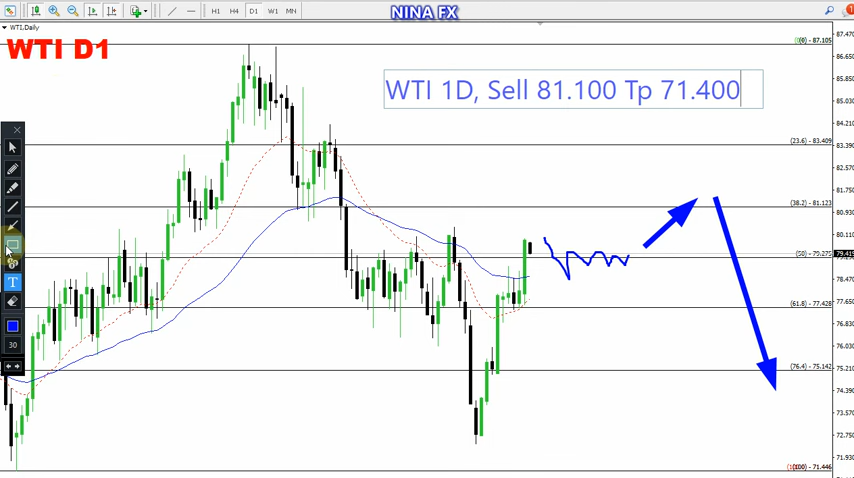 H1 H4 D1 W1 MN
NINA FX
WTI.Daily
WTI D1
WTI 1D, Sell 81.100 Tp 71.400
(0) - 87.105
(23.6) - 83.409
(38.2) - 81.123
(50) - 79.275
(61.8) - 77.428
(76.4) - 75.142
(100) - 71.446
87.470
86.650
85.850
85.030
84.210
83.390
82.570
81.750
80.930
80.110
79.419
78.470
77.650
76.830
76.030
75.210
74.390
73.570
72.750
71.930
T
30